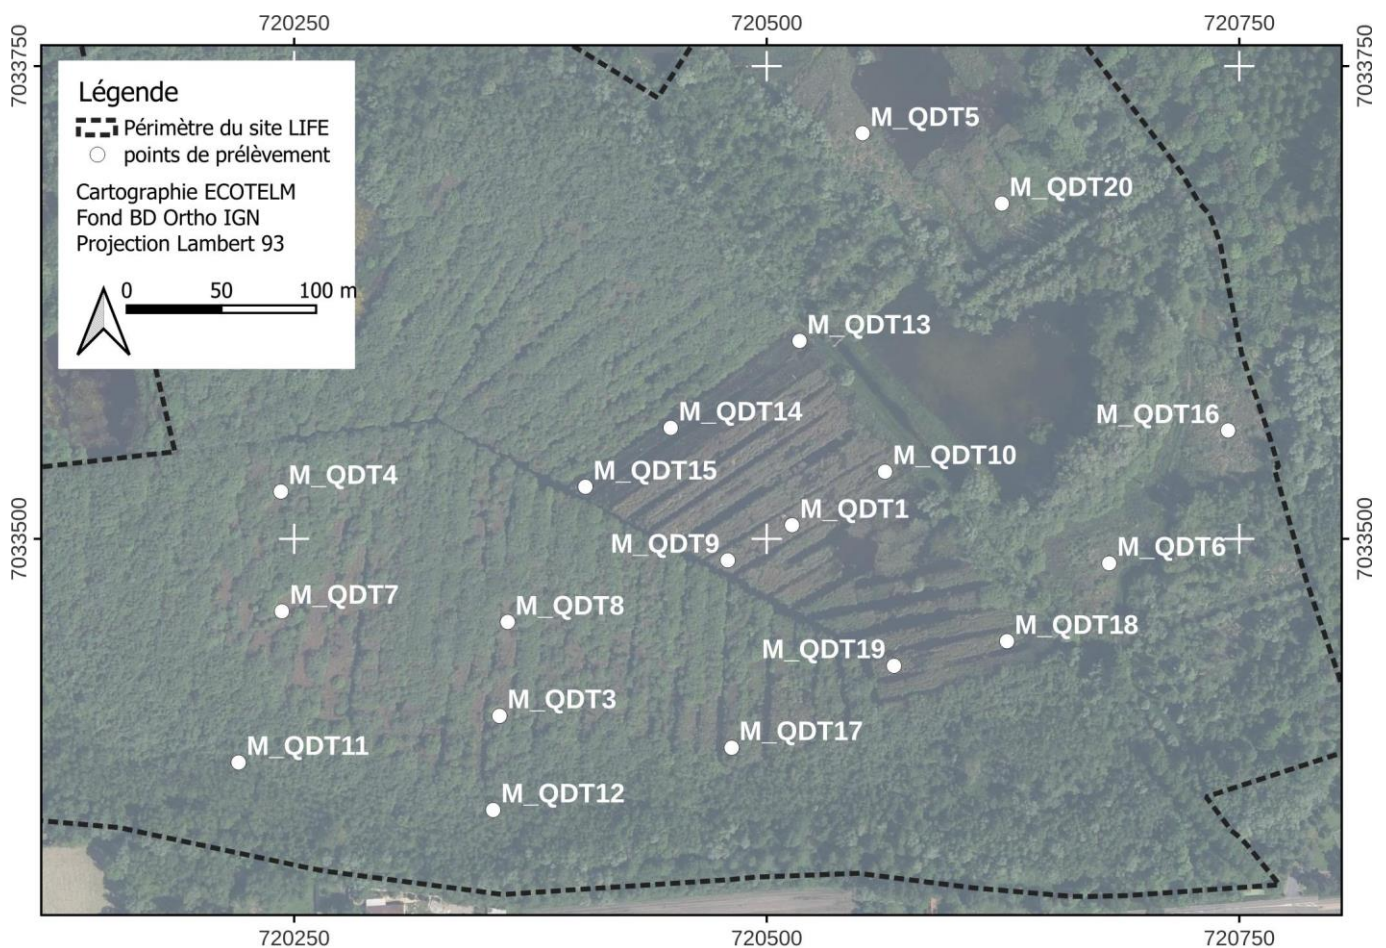 720250 720500 720750
7033750 7033750
Légende
Périmètre du site LIFE
points de prélèvement
Cartographie ECOTELM
Fond BD Ortho IGN
Projection Lambert 93
0 50 100 m
M_QDT5
M_QDT20
M_QDT13
M_QDT14
M_QDT16
M_QDT15
M_QDT10
M_QDT4
M_QDT1
M_QDT9
M_QDT6
7033500 7033500
M_QDT7
M_QDT8
M_QDT18
M_QDT19
M_QDT3
M_QDT17
M_QDT11
M_QDT12
720250 720500 720750